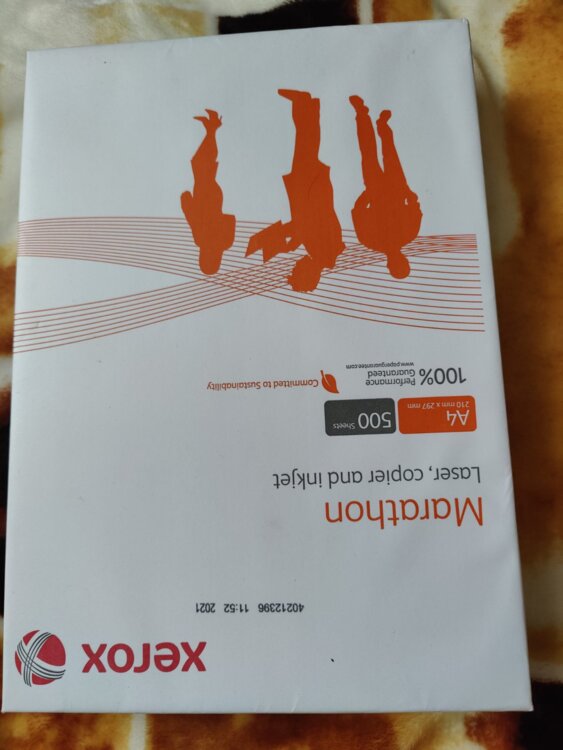 xerox
40212396 11:52 2021
Marathon
Laser, copier and inkjet
A4
210 mm x 297 mm
500 Sheets
100% Performance
Guaranteed
www.paperguarantee.com
Committed to Sustainability